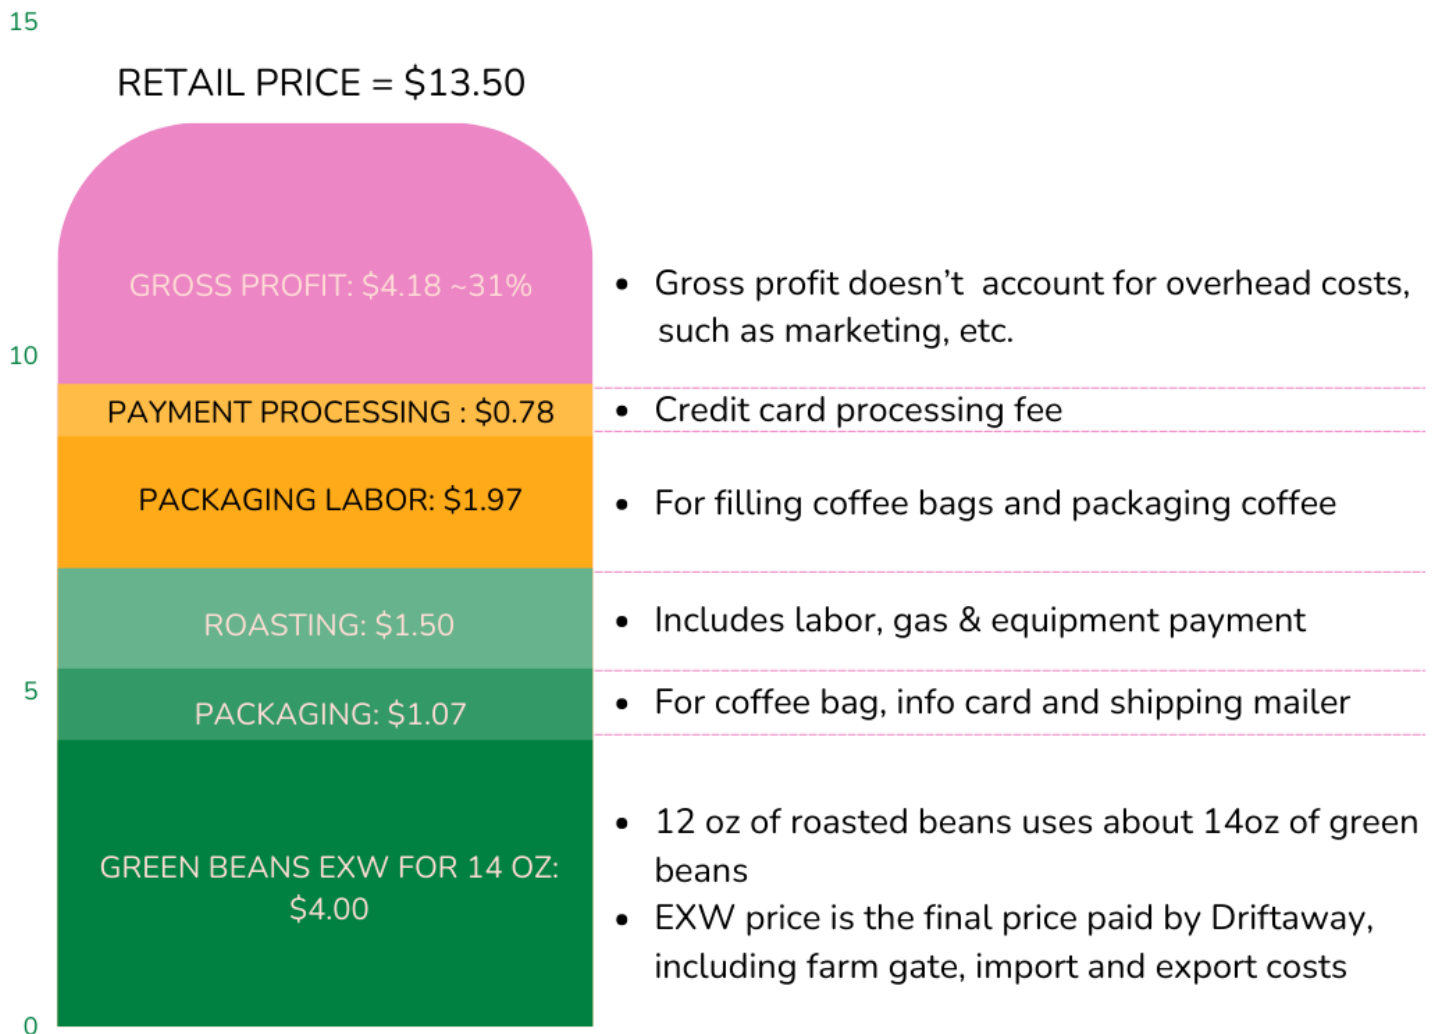 15
RETAIL PRICE = $13.50
GROSS PROFIT: $4.18 ~31%
• Gross profit doesn’t  account for overhead costs,
such as marketing, etc.
10
PAYMENT PROCESSING : $0.78
• Credit card processing fee
PACKAGING LABOR: $1.97
• For filling coffee bags and packaging coffee
ROASTING: $1.50
• Includes labor, gas & equipment payment
5
PACKAGING: $1.07
• For coffee bag, info card and shipping mailer
GREEN BEANS EXW FOR 14 OZ:
$4.00
• 12 oz of roasted beans uses about 14oz of green
beans
• EXW price is the final price paid by Driftaway,
including farm gate, import and export costs
0